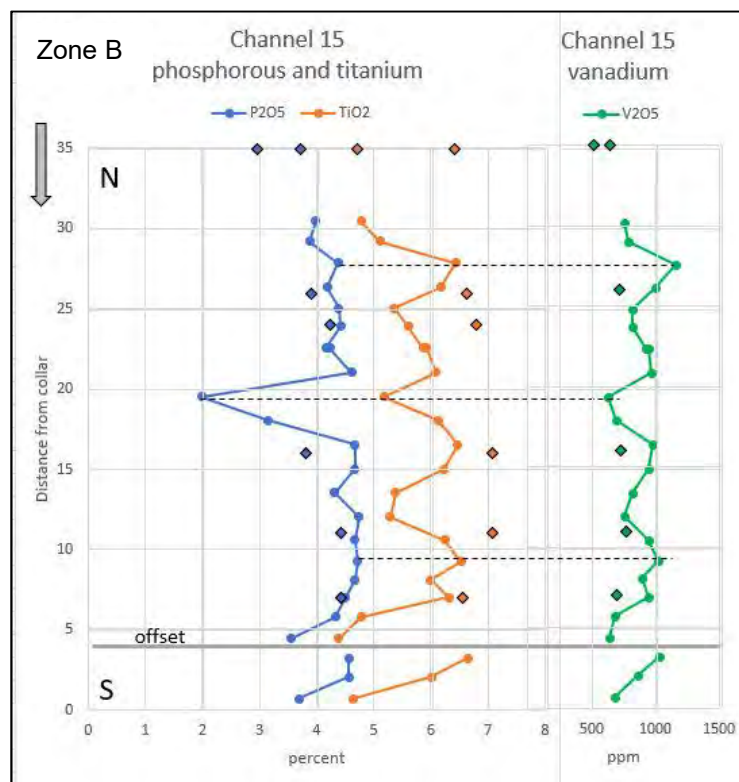 Zone B
Channel 15
phosphorous and titanium
Channel 15
vanadium
P2O5
TiO2
V2O5
35
N
30
25
20
15
10
5
offset
S
0
Distance from collar
0
1
2
3
4
5
6
7
8
500
1000
1500
percent
ppm